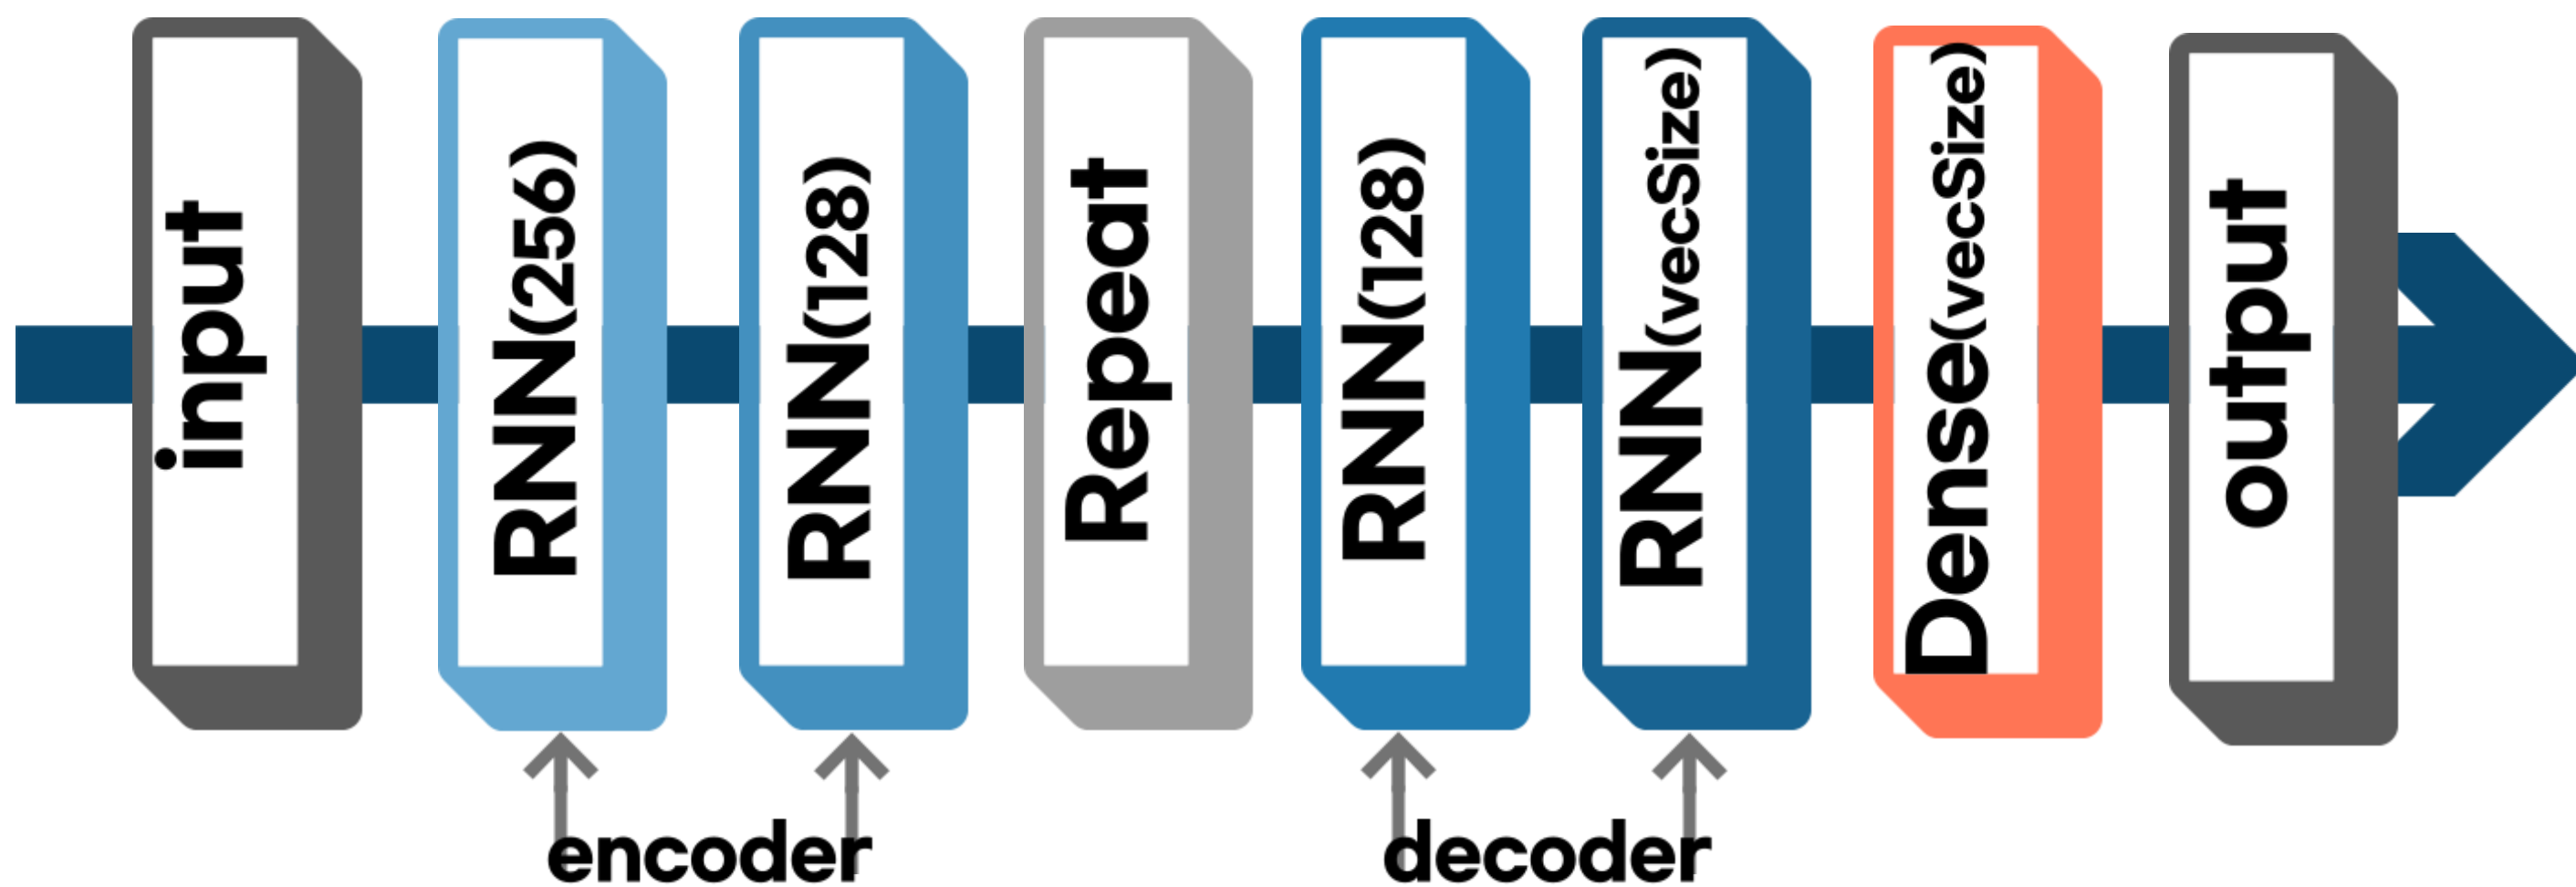 input
RNN(256)
RNN(128)
Repeat
RNN(128)
RNN(vecSize)
Dense(vecSize)
output
encoder
decoder